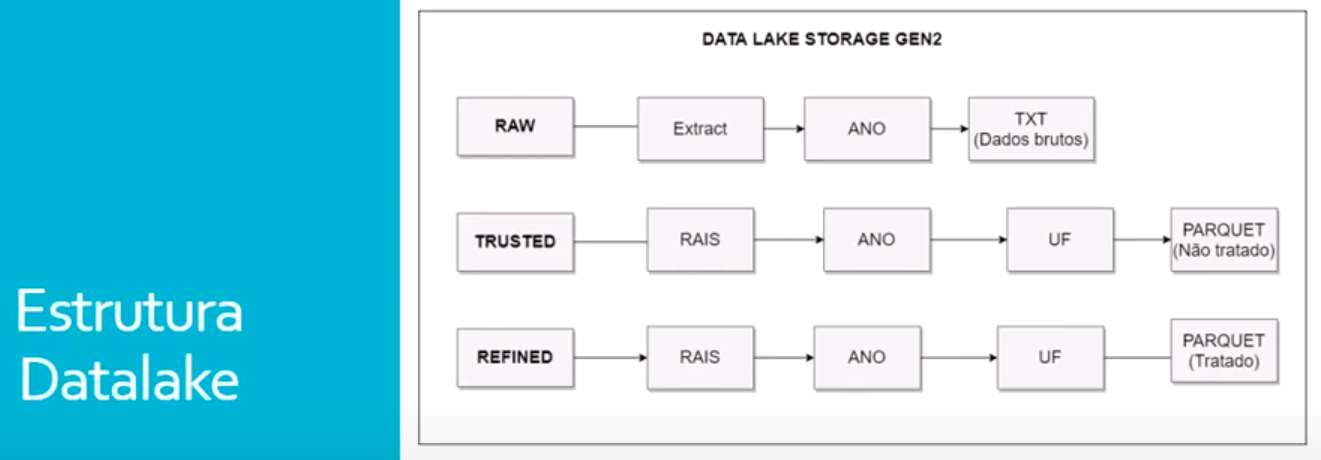 Estrutura
Datalake
DATA LAKE STORAGE GEN2
RAW
Extract
ANO
TXT
(Dados brutos)
TRUSTED
RAIS
ANO
UF
PARQUET
(Não tratado)
REFINED
RAIS
ANO
UF
PARQUET
(Tratado)